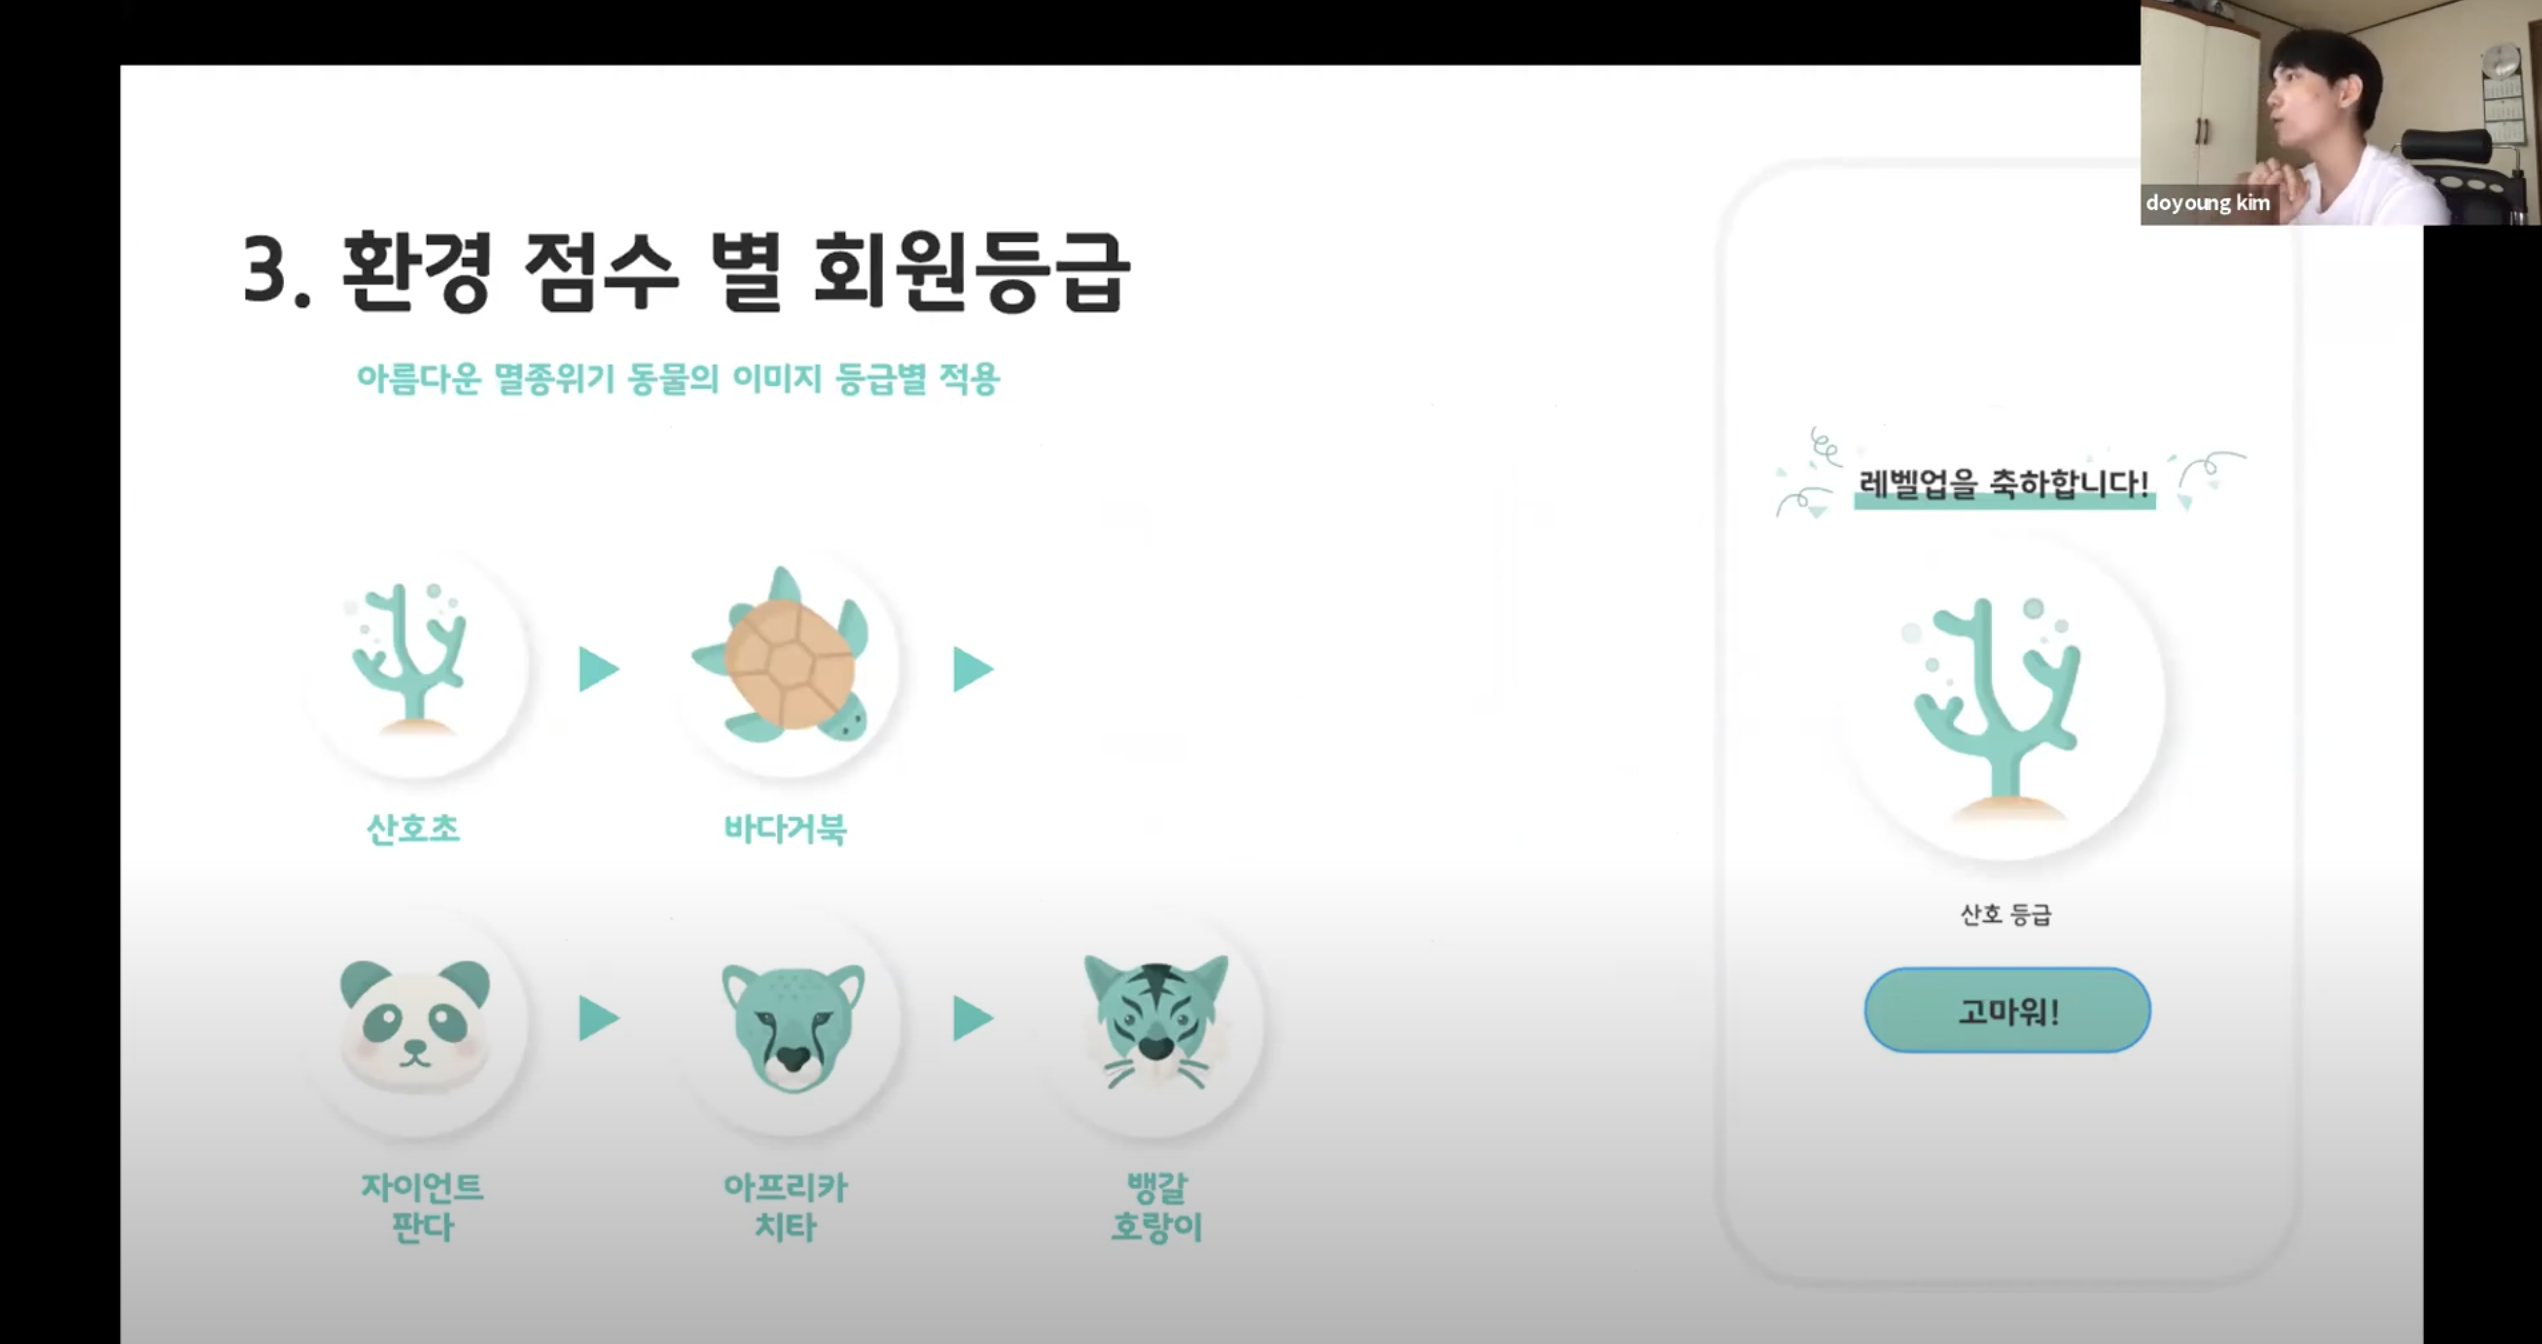 doyoung kim
3. 환경 점수 별 회원등급
아름다운 멸종위기 동물의 이미지 등급별 적용
산호초
바다거북
자이언트
판다
아프리카
치타
뱅갈
호랑이
레벨업을 축하합니다!
산호 등급
고마워!